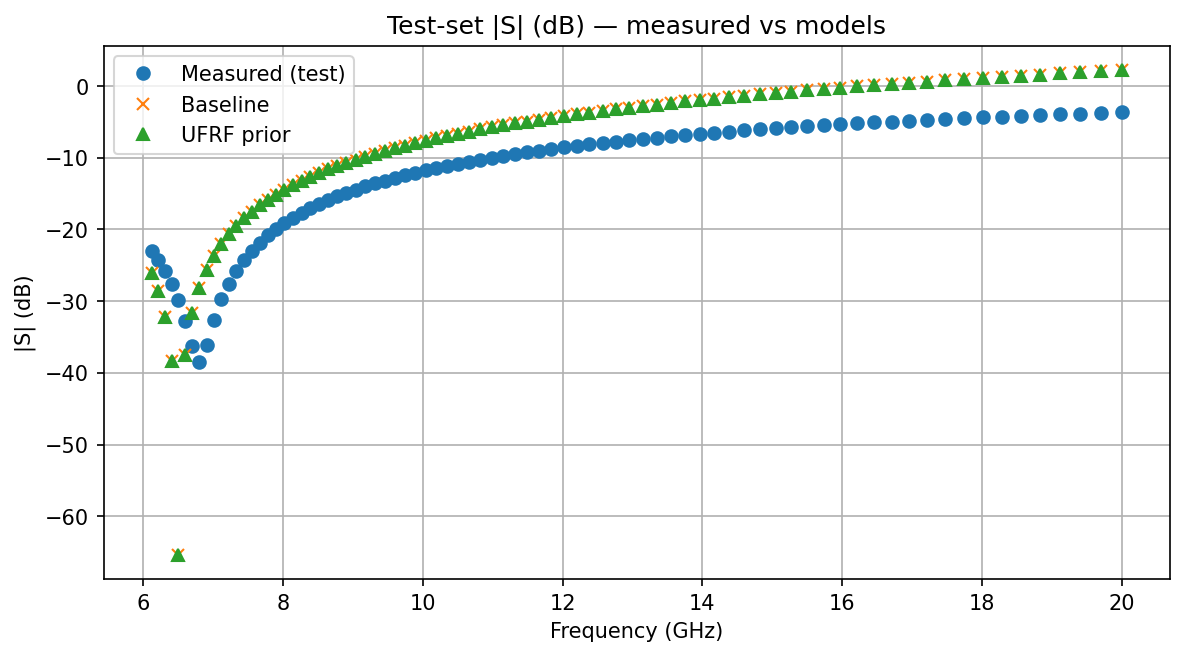 Test-set |S| (dB) — measured vs models
Measured (test)
Baseline
UFRF prior
0
−10
−20
−30
−40
−50
−60
|S| (dB)
6
8
10
12
14
16
18
20
Frequency (GHz)